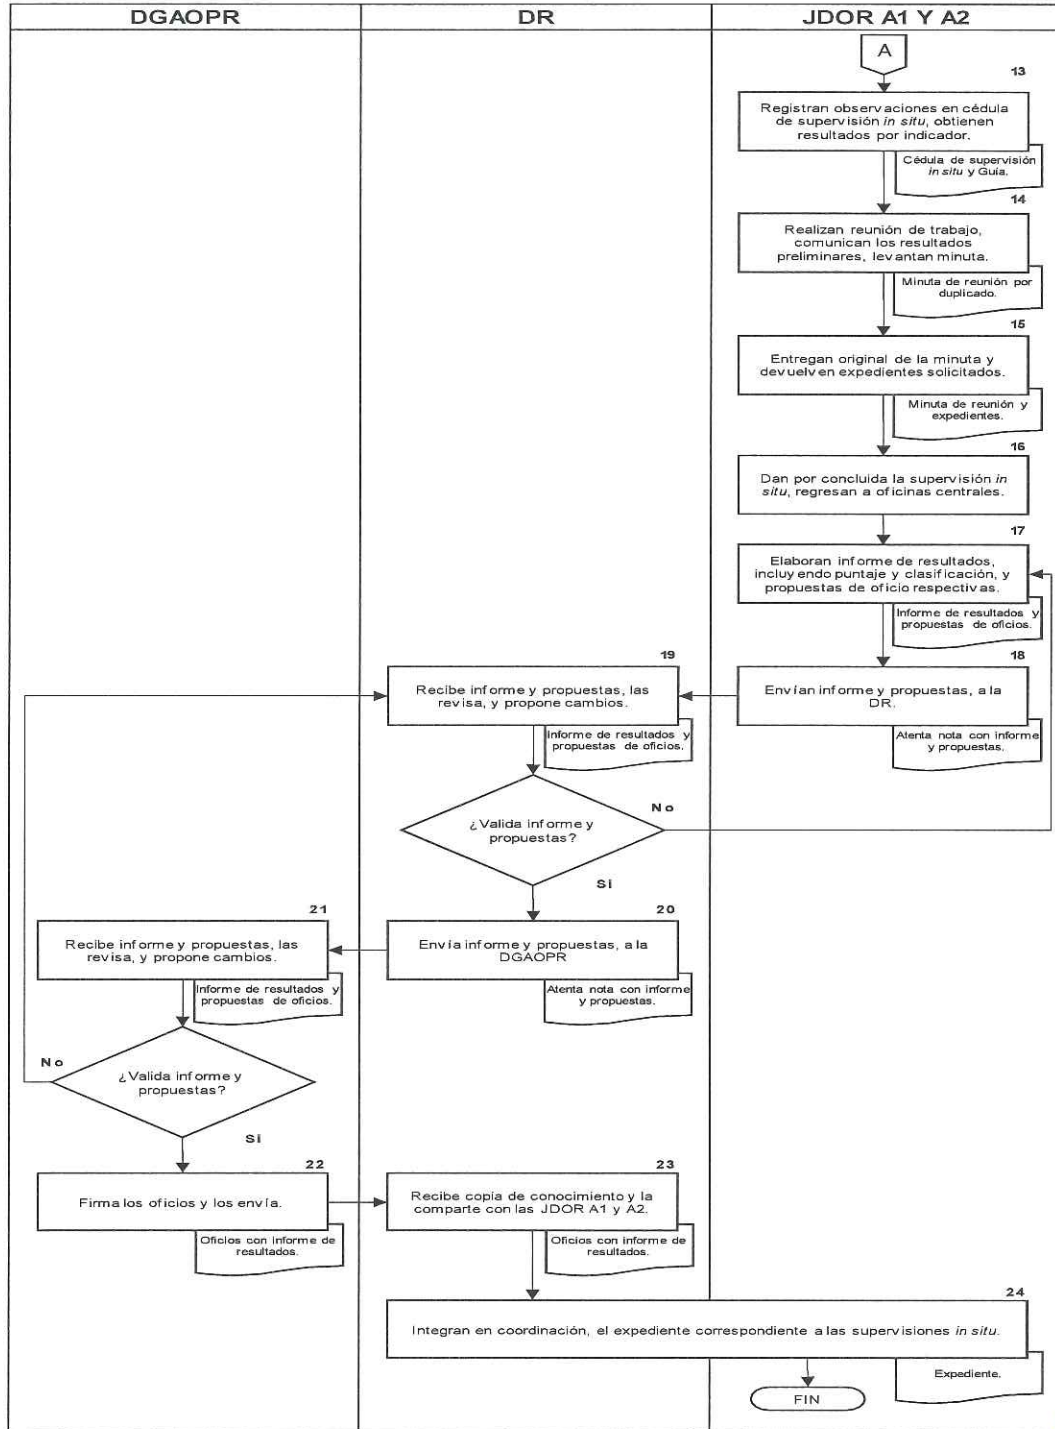 DGAOPR
DR
JDOR A1 Y A2
A
13
Registran observaciones en cédula
de supervisión in situ, obtienen
resultados por indicador.
Cédula de supervisión
in situ y Guía.
14
Realizan reunión de trabajo,
comunican los resultados
preliminares, levantan minuta.
Minuta de reunión por
duplicado.
15
Entregan original de la minuta y
devuelven expedientes solicitados.
Minuta de reunión y
expedientes.
16
Dan por concluida la supervisión in
situ, regresan a oficinas centrales.
17
Elaboran informe de resultados,
incluyendo puntaje y clasificación, y
propuestas de oficio respectivas.
Informe de resultados y
propuestas de oficios.
18
Envían informe y propuestas, a la
DR.
Atenta nota con informe
y propuestas.
19
Recibe informe y propuestas, las
revisa, y propone cambios.
Informe de resultados y
propuestas de oficios.
¿Valida informe y
propuestas?
No
Sí
20
Envía informe y propuestas, a la
DGAOPR
Atenta nota con informe
y propuestas.
21
Recibe informe y propuestas, las
revisa, y propone cambios.
Informe de resultados y
propuestas de oficios.
No
¿Valida informe y
propuestas?
Sí
22
Firma los oficios y los envía.
Oficios con informe de
resultados.
23
Recibe copia de conocimiento y la
comparte con las JDOR A1 y A2.
Oficios con informe de
resultados.
24
Integran en coordinación, el expediente correspondiente a las supervisiones in situ.
Expediente.
FIN